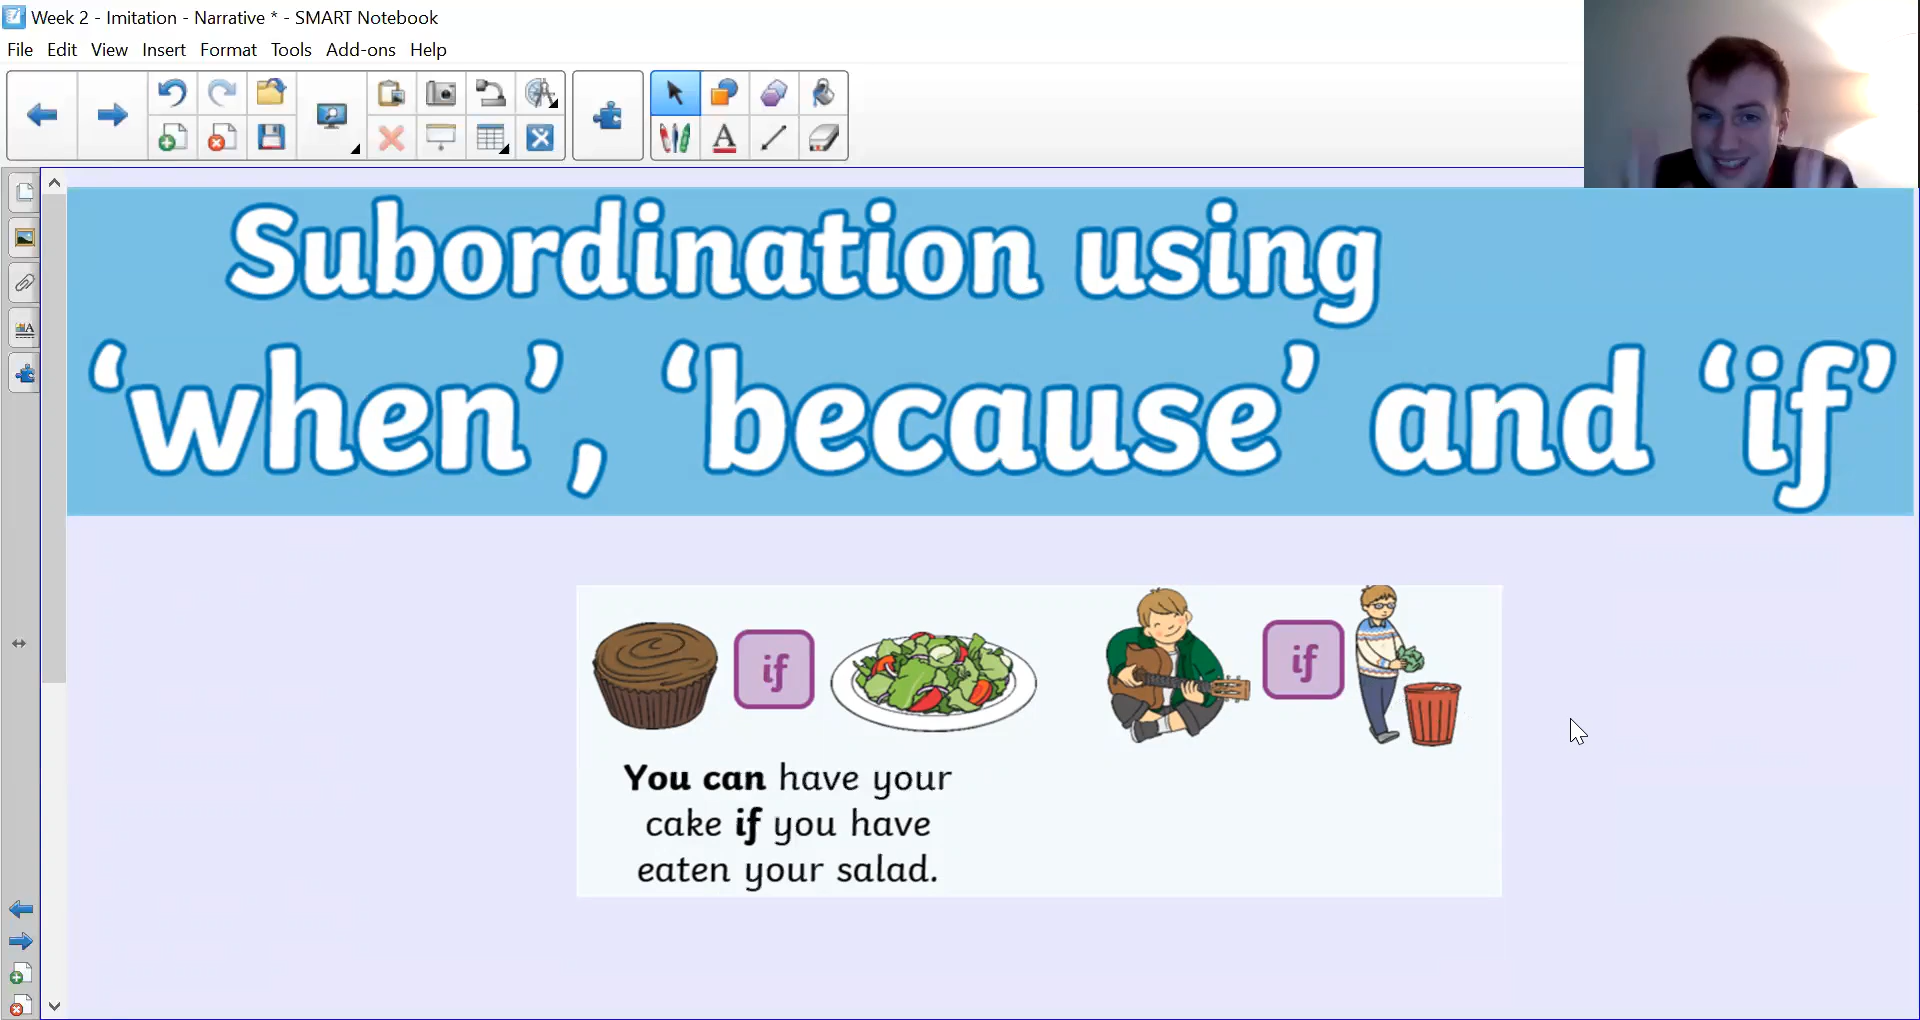 Week 2 - Imitation - Narrative * - SMART Notebook
File Edit View Insert Format Tools Add-ons Help
Subordination using
‘when’, ‘because’ and ‘if’
if
if
You can have your
cake if you have
eaten your salad.